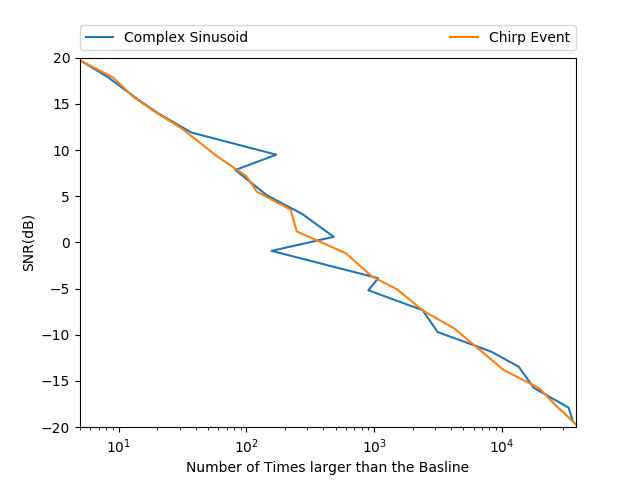 Complex Sinusoid Chirp Event
20
15
10
5
0
−5
−10
−15
−20
SNR(dB)
10¹ 10² 10³ 10⁴
Number of Times larger than the Basline